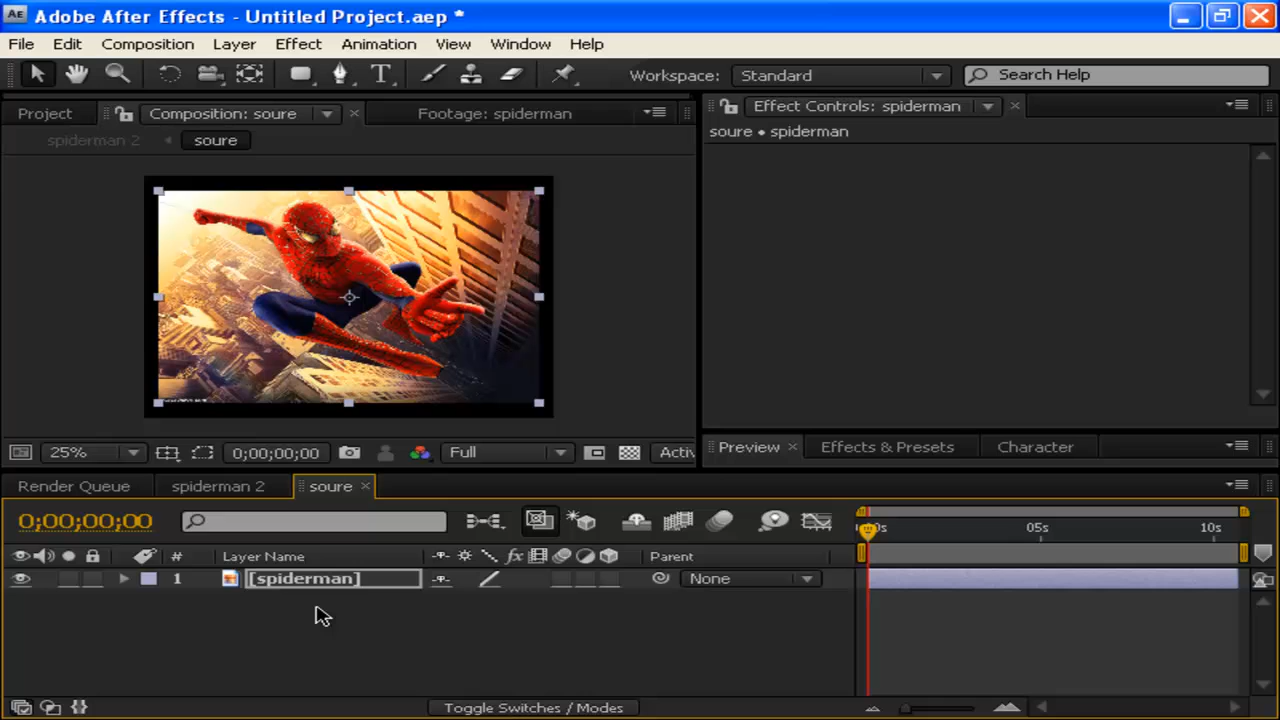 Adobe After Effects - Untitled Project.aep *
File Edit Composition Layer Effect Animation View Window Help
Workspace: Standard Search Help
Project Composition: soure Footage: spiderman Effect Controls: spiderman
spiderman 2 soure soure • spiderman
25% 0;00;00;00 Full Activ
Preview Effects & Presets Character
Render Queue spiderman 2 soure
0;00;00;00 0s 05s 10s
# Layer Name fx Parent
1 [spiderman] None
Toggle Switches / Modes